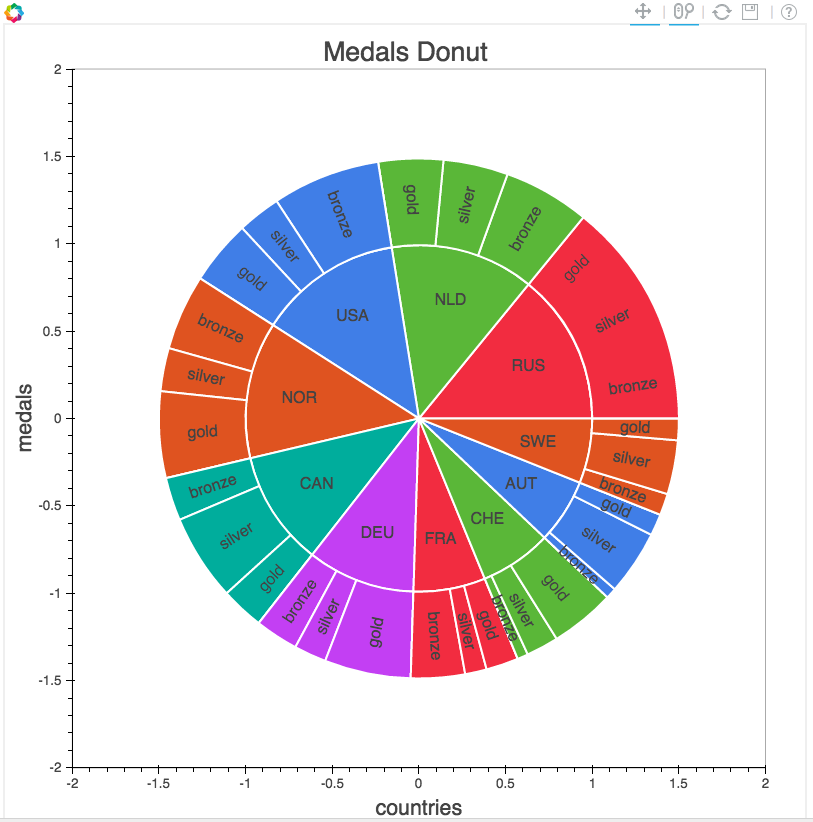 Medals Donut
2
1.5
1
0.5
0
-0.5
-1
-1.5
-2
medals
gold
silver
bronze
NLD
gold
silver
bronze
RUS
bronze
silver
gold
USA
bronze
silver
gold
NOR
bronze
silver
gold
CAN
bronze
silver
gold
DEU
bronze
silver
gold
FRA
bronze
silver
gold
CHE
bronze
silver
gold
AUT
bronze
silver
gold
SWE
-2
-1.5
-1
-0.5
0
0.5
1
1.5
2
countries
?